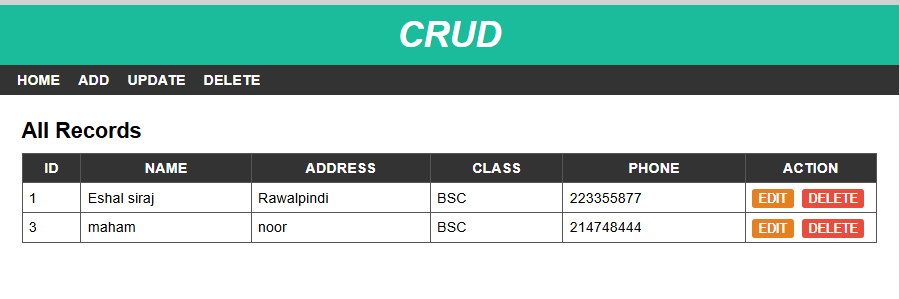 CRUD
HOME ADD UPDATE DELETE
All Records
ID NAME ADDRESS CLASS PHONE ACTION
1 Eshal siraj Rawalpindi BSC 223355877 EDIT DELETE
3 maham noor BSC 214748444 EDIT DELETE